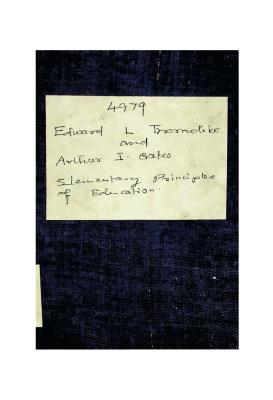 4979
Edward L Thorndike
and
Arthur I. Gates
Elementary Principles
of Education.